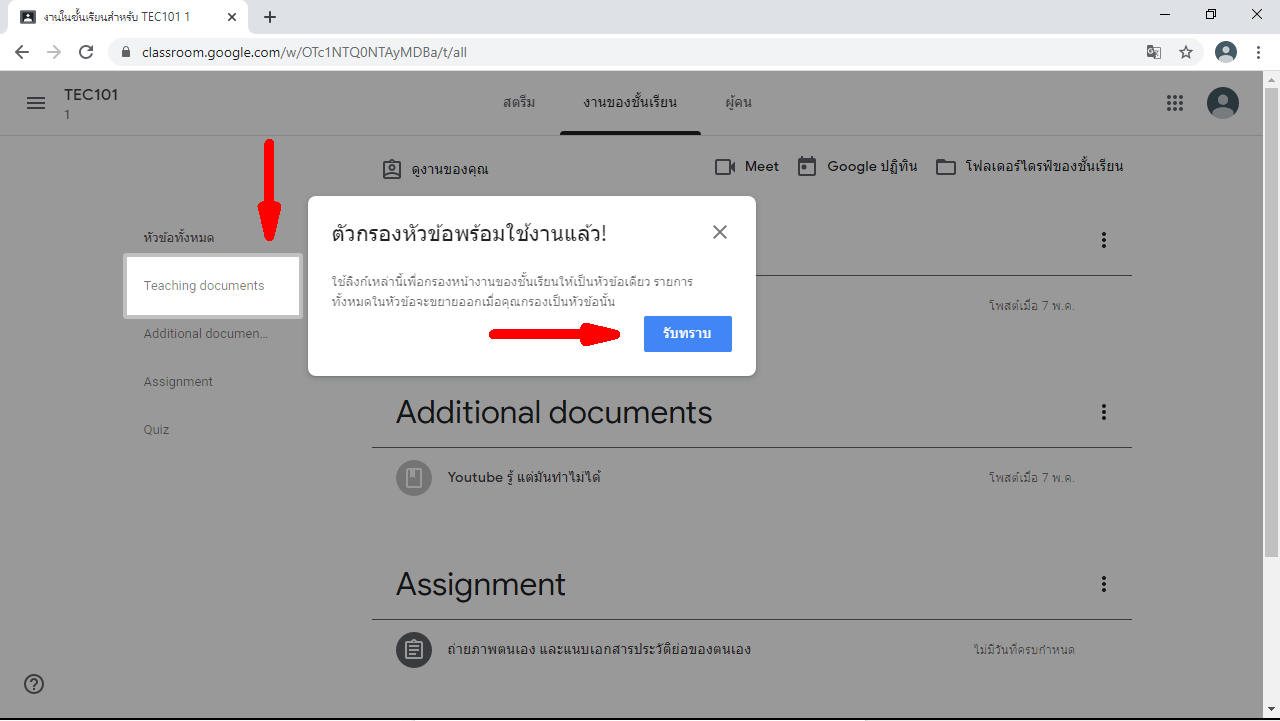 งานในชั้นเรียนสำหรับ TEC101 1
classroom.google.com/w/OTc1NTQ0NTAyMDBa/t/all
TEC101
1
สตรีม
งานของชั้นเรียน
ผู้คน
ดูงานของคุณ
Meet
Google ปฏิทิน
โฟลเดอร์ไดรฟ์ของชั้นเรียน
หัวข้อทั้งหมด
Teaching documents
Additional documen...
Assignment
Quiz
ตัวกรองหัวข้อพร้อมใช้งานแล้ว!
ใช้ลิงก์เหล่านี้เพื่อกรองหน้างานของชั้นเรียนให้เป็นหัวข้อเดียว รายการ
ทั้งหมดในหัวข้อจะขยายออกเมื่อคุณกรองเป็นหัวข้อนั้น
รับทราบ
โพสต์เมื่อ 7 พ.ค.
Additional documents
Youtube รู้ แต่มันทำไม่ได้
โพสต์เมื่อ 7 พ.ค.
Assignment
ถ่ายภาพตนเอง และแนบเอกสารประวัติย่อของตนเอง
ไม่มีวันที่ครบกำหนด